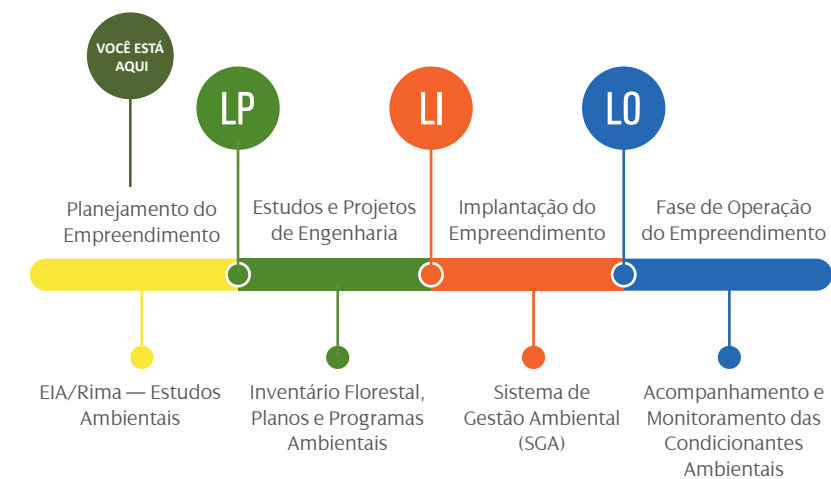 VOCÊ ESTÁ
AQUI
LP
LI
LO
Planejamento do
Empreendimento
Estudos e Projetos
de Engenharia
Implantação do
Empreendimento
Fase de Operação
do Empreendimento
EIA/Rima — Estudos
Ambientais
Inventário Florestal,
Planos e Programas
Ambientais
Sistema de
Gestão Ambiental
(SGA)
Acompanhamento e
Monitoramento das
Condicionantes
Ambientais